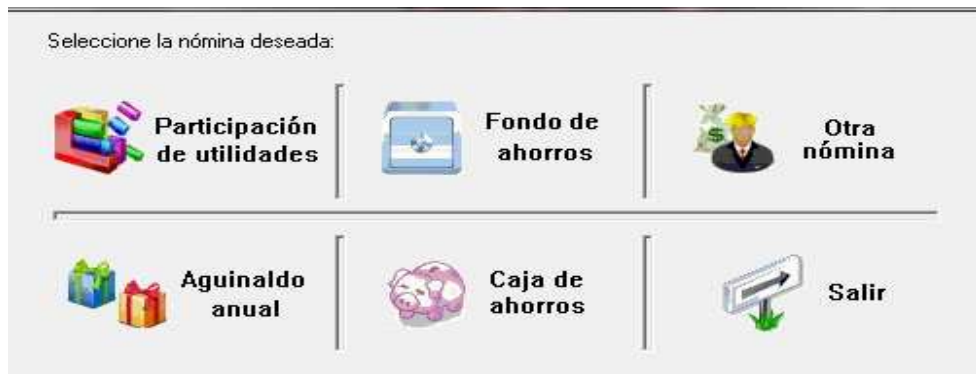 Seleccione la nómina deseada:
Participación
de utilidades
Fondo de
ahorros
Otra
nómina
Aguinaldo
anual
Caja de
ahorros
Salir